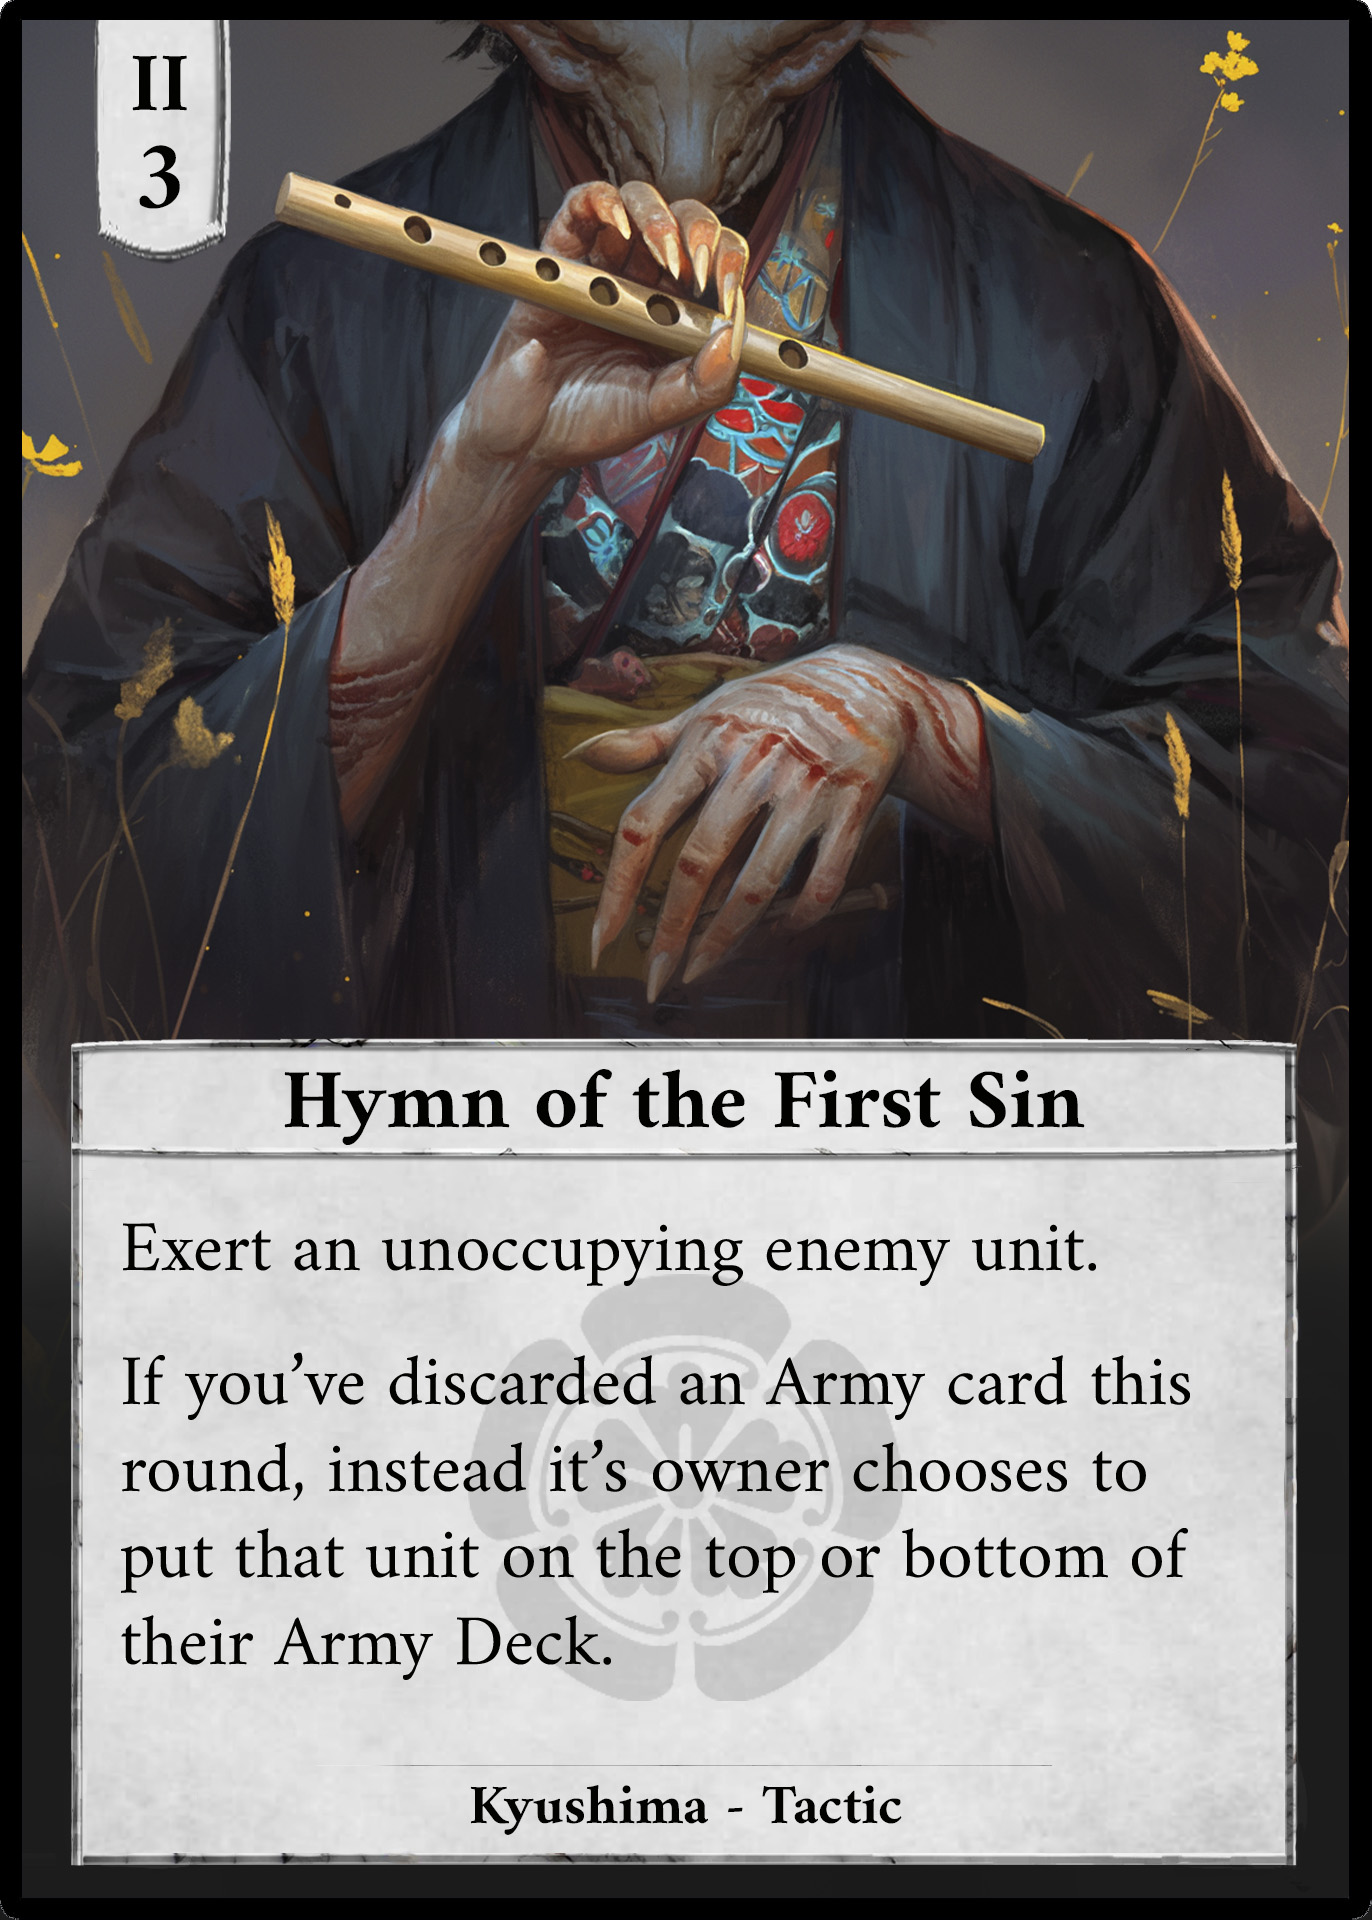 II
3
Hymn of the First Sin
Exert an unoccupying enemy unit.
If you’ve discarded an Army card this
round, instead it’s owner chooses to
put that unit on the top or bottom of
their Army Deck.
Kyushima - Tactic